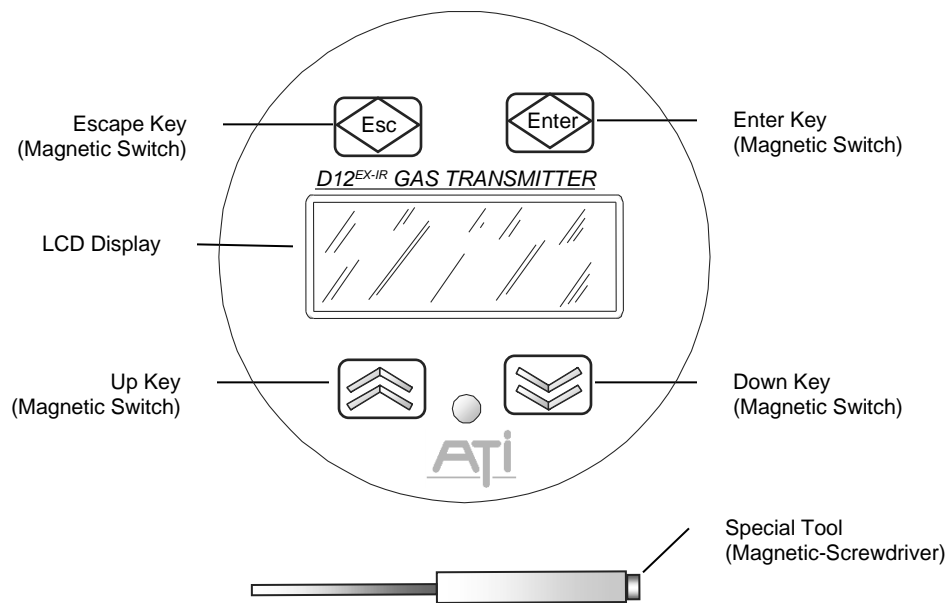 Escape Key
(Magnetic Switch)
Esc
Enter
Enter Key
(Magnetic Switch)
D12EX-IR GAS TRANSMITTER
LCD Display
Up Key
(Magnetic Switch)
Down Key
(Magnetic Switch)
ATi
Special Tool
(Magnetic-Screwdriver)